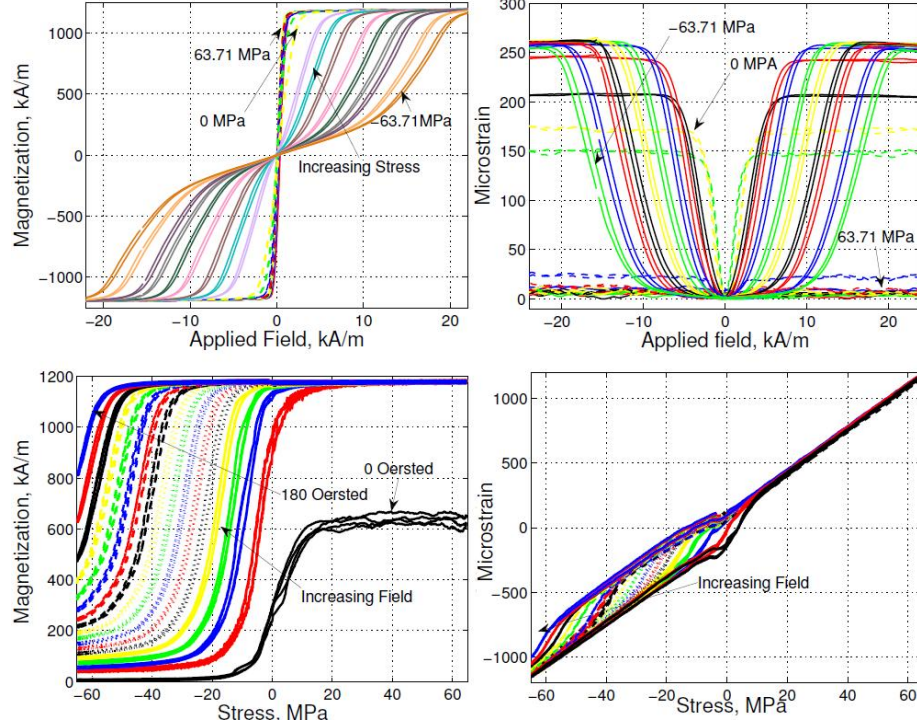 1000
500
0
−500
−1000
Magnetization, kA/m
63.71 MPa
0 MPa
−63.71MPa
Increasing Stress
−20
−10
0
10
20
Applied Field, kA/m
300
250
200
150
100
50
0
Microstrain
−63.71 MPa
0 MPA
63.71 MPa
−20
−10
0
10
20
Applied field, kA/m
1200
1000
800
600
400
200
0
Magnetization, kA/m
0 Oersted
180 Oersted
Increasing Field
−60
−40
−20
0
20
40
60
Stress, MPa
1000
500
0
−500
−1000
Microstrain
Increasing Field
−60
−40
−20
0
20
40
60
Stress, MPa